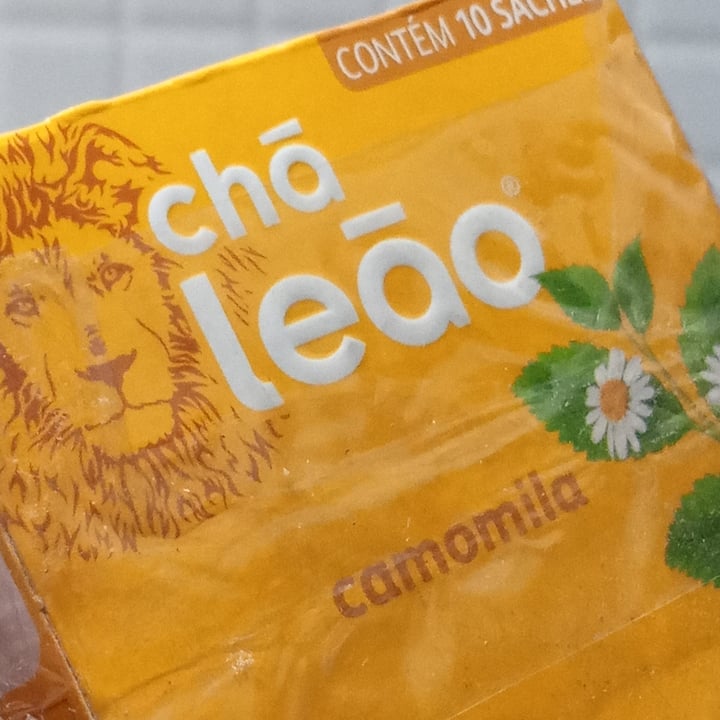 CONTÉM 10 SACHÊS
chá
leão
®
camomila